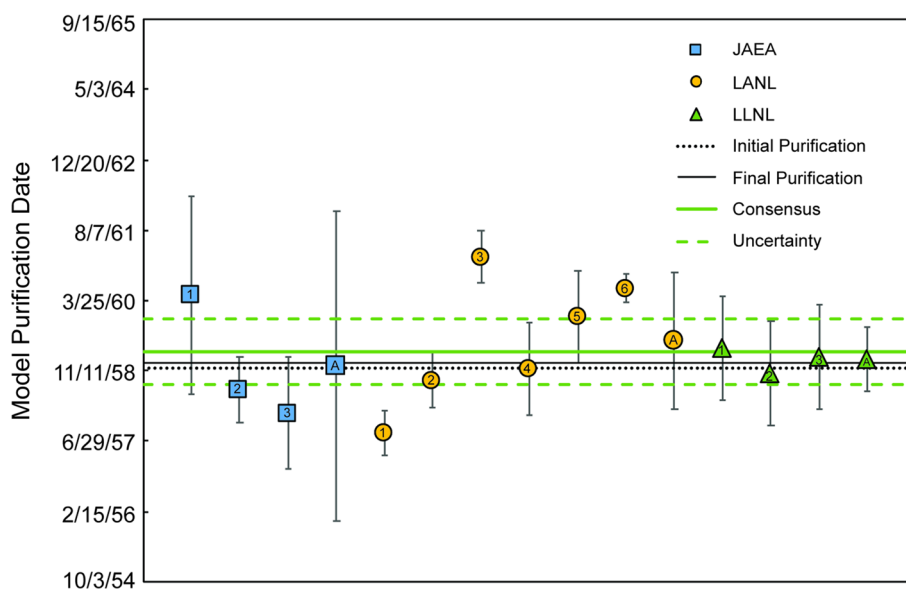 Model Purification Date
9/15/65
5/3/64
12/20/62
8/7/61
3/25/60
11/11/58
6/29/57
2/15/56
10/3/54
JAEA
LANL
LLNL
Initial Purification
Final Purification
Consensus
Uncertainty
1
2
3
A
1
2
3
4
5
6
A
1
2
3
A